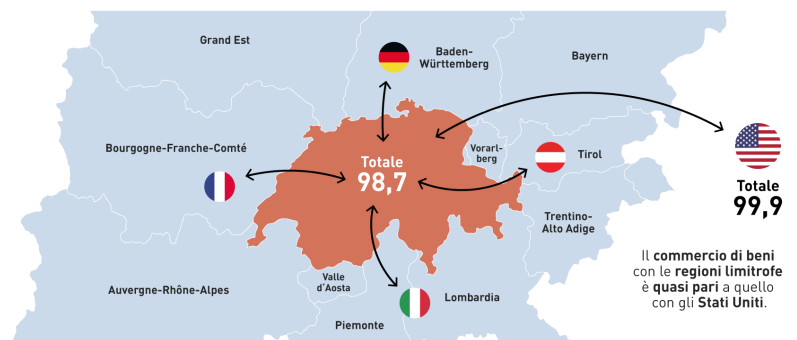 Grand Est
Baden-
Württemberg
Bayern
Bourgogne-Franche-Comté
Vorarl-
berg
Tirol
Totale
98,7
Totale
99,9
Trentino-
Alto Adige
Il commercio di beni
con le regioni limitrofe
è quasi pari a quello
con gli Stati Uniti.
Auvergne-Rhône-Alpes
Valle
d'Aosta
Lombardia
Piemonte